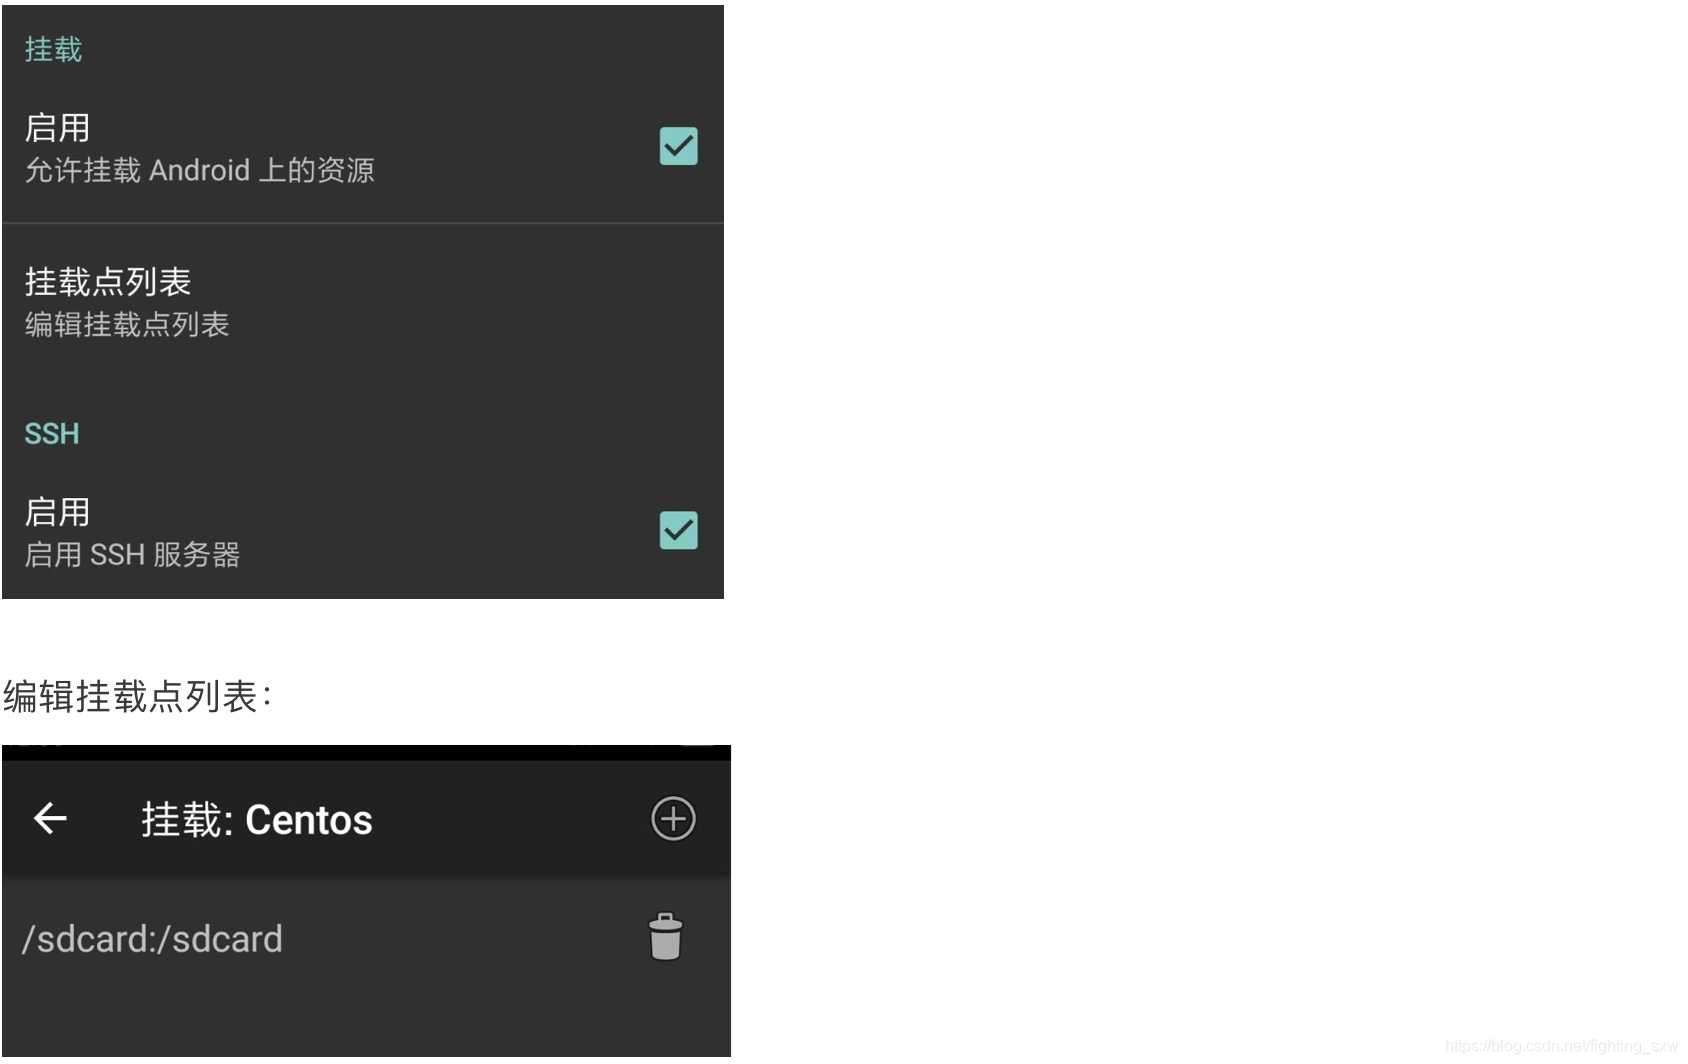 挂载
启用
允许挂载 Android 上的资源
挂载点列表
编辑挂载点列表
SSH
启用
启用 SSH 服务器
编辑挂载点列表：
挂载: Centos
/sdcard:/sdcard
https://blog.csdn.net/fighting_sxw